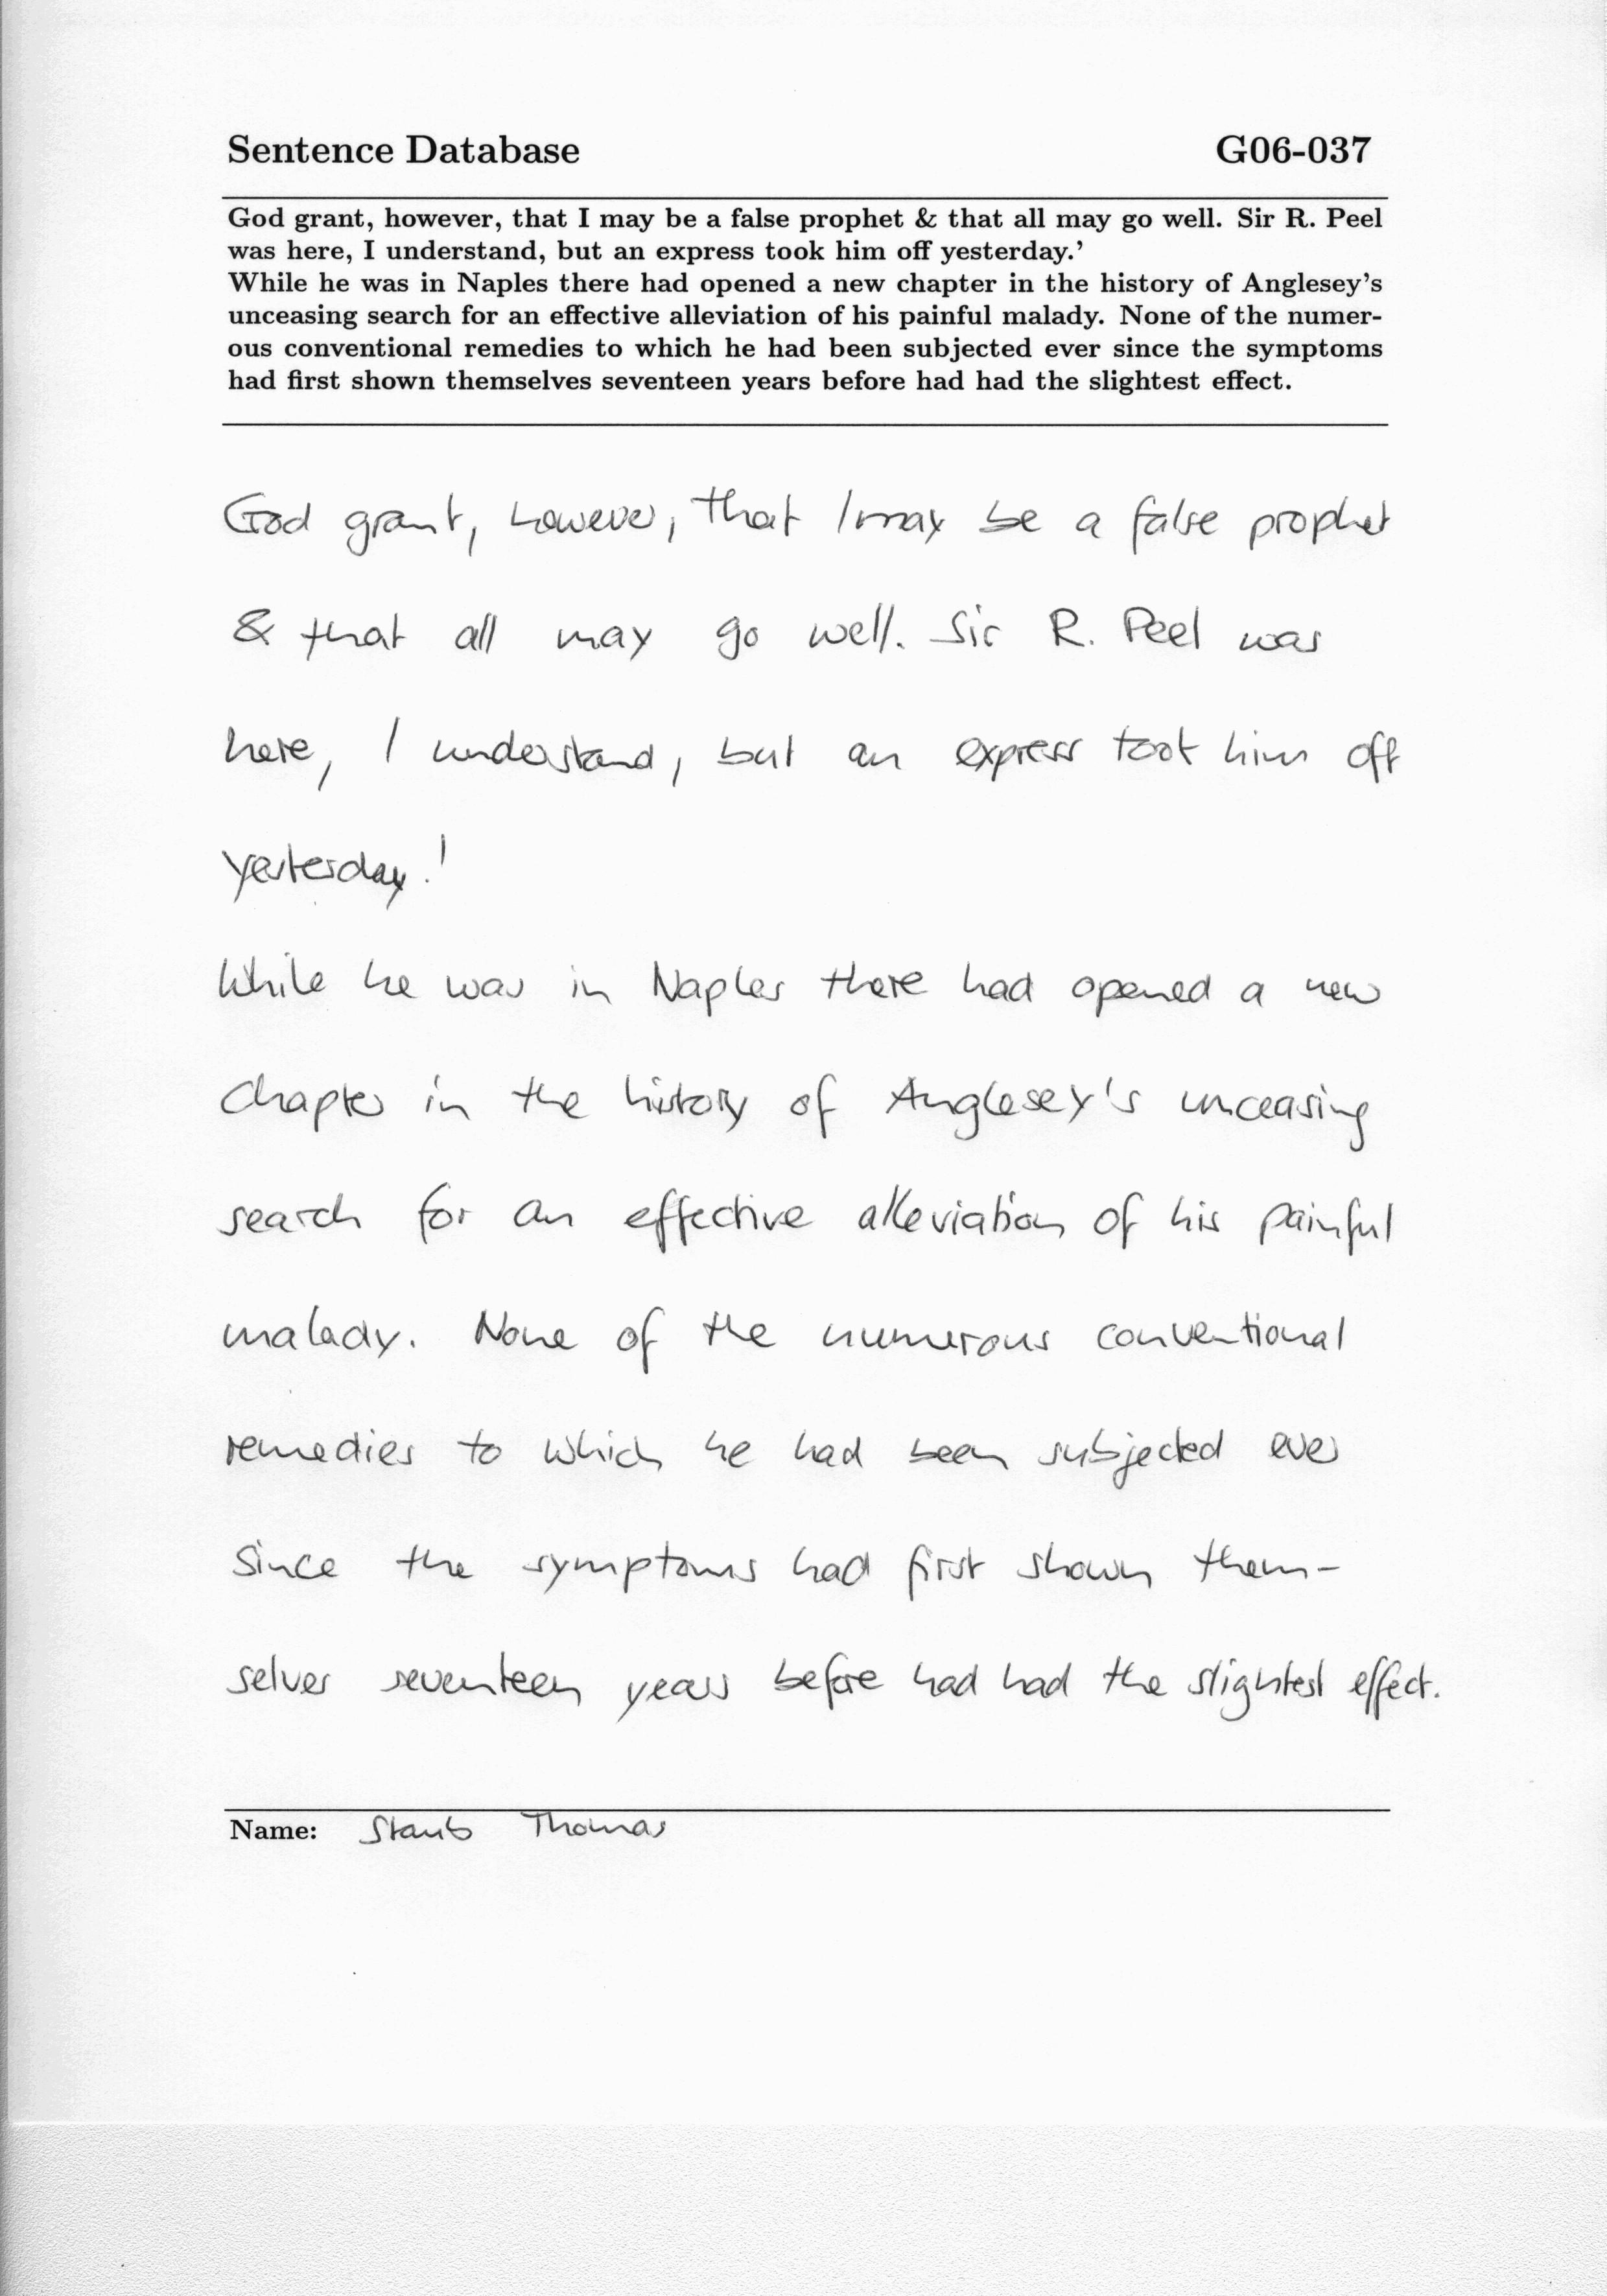 Sentence Database G06-037
God grant, however, that I may be a false prophet & that all may go well. Sir R. Peel
was here, I understand, but an express took him off yesterday.’
While he was in Naples there had opened a new chapter in the history of Anglesey’s
unceasing search for an effective alleviation of his painful malady. None of the numer-
ous conventional remedies to which he had been subjected ever since the symptoms
had first shown themselves seventeen years before had had the slightest effect.
God grant, however, that I may be a false prophet
& that all may go well. Sir R. Peel was
here, I understand, but an express took him off
yesterday.'
While he was in Naples there had opened a new
chapter in the history of Anglesey's unceasing
search for an effective alleviation of his painful
malady. None of the numerous conventional
remedies to which he had been subjected ever
since the symptoms had first shown them-
selves seventeen years before had had the slightest effect.
Name: Staub Thomas